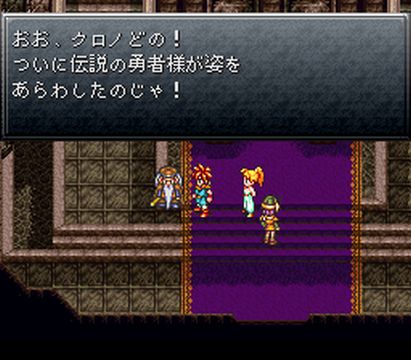 おお、クロノどの！
ついに伝説の勇者様が姿を
あらわしたのじゃ！